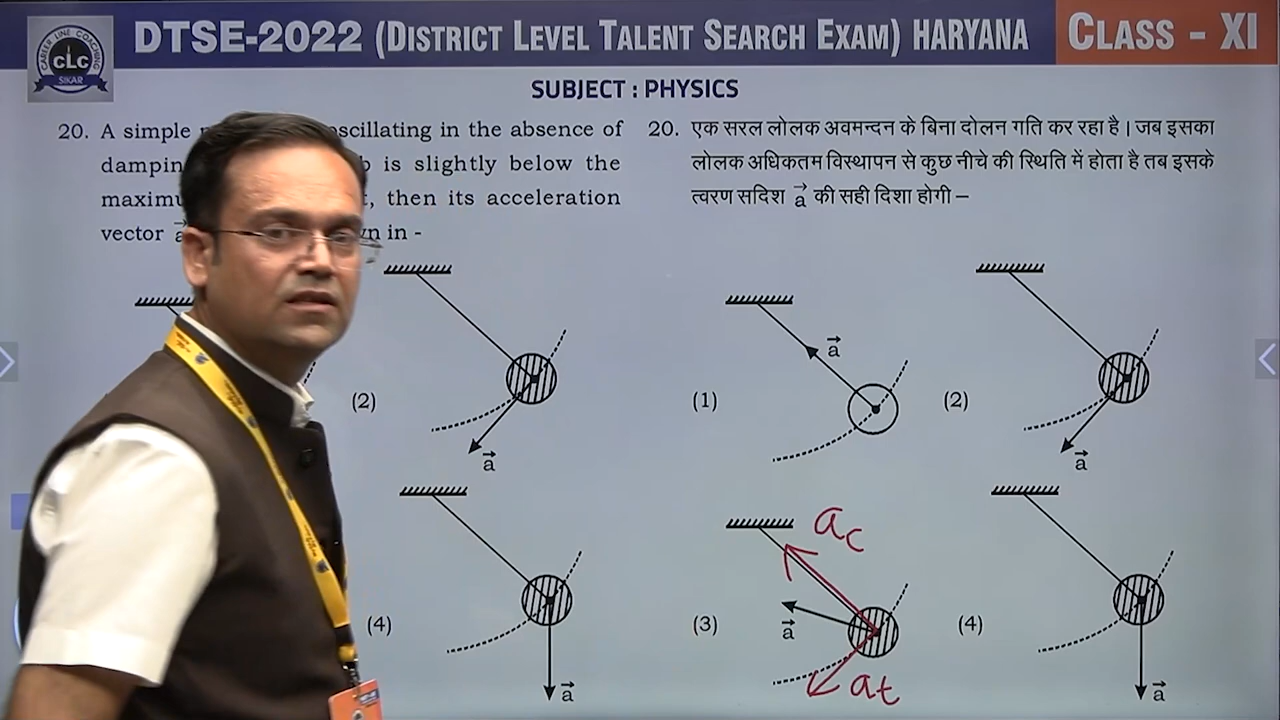 CAREER LINE COACHING
CLC
SIKAR
DTSE-2022 (DISTRICT LEVEL TALENT SEARCH EXAM) HARYANA
CLASS - XI
SUBJECT : PHYSICS
20. A simple oscillating in the absence of
is slightly below the
then its acceleration
vector in -
(2)
a
(4)
a
20. एक सरल लोलक अवमन्दन के बिना दोलन गति कर रहा है। जब इसका
लोलक अधिकतम विस्थापन से कुछ नीचे की स्थिति में होता है तब इसके
त्वरण सदिश a की सही दिशा होगी –
(1)
a
(2)
a
(3)
a
ac
at
(4)
a